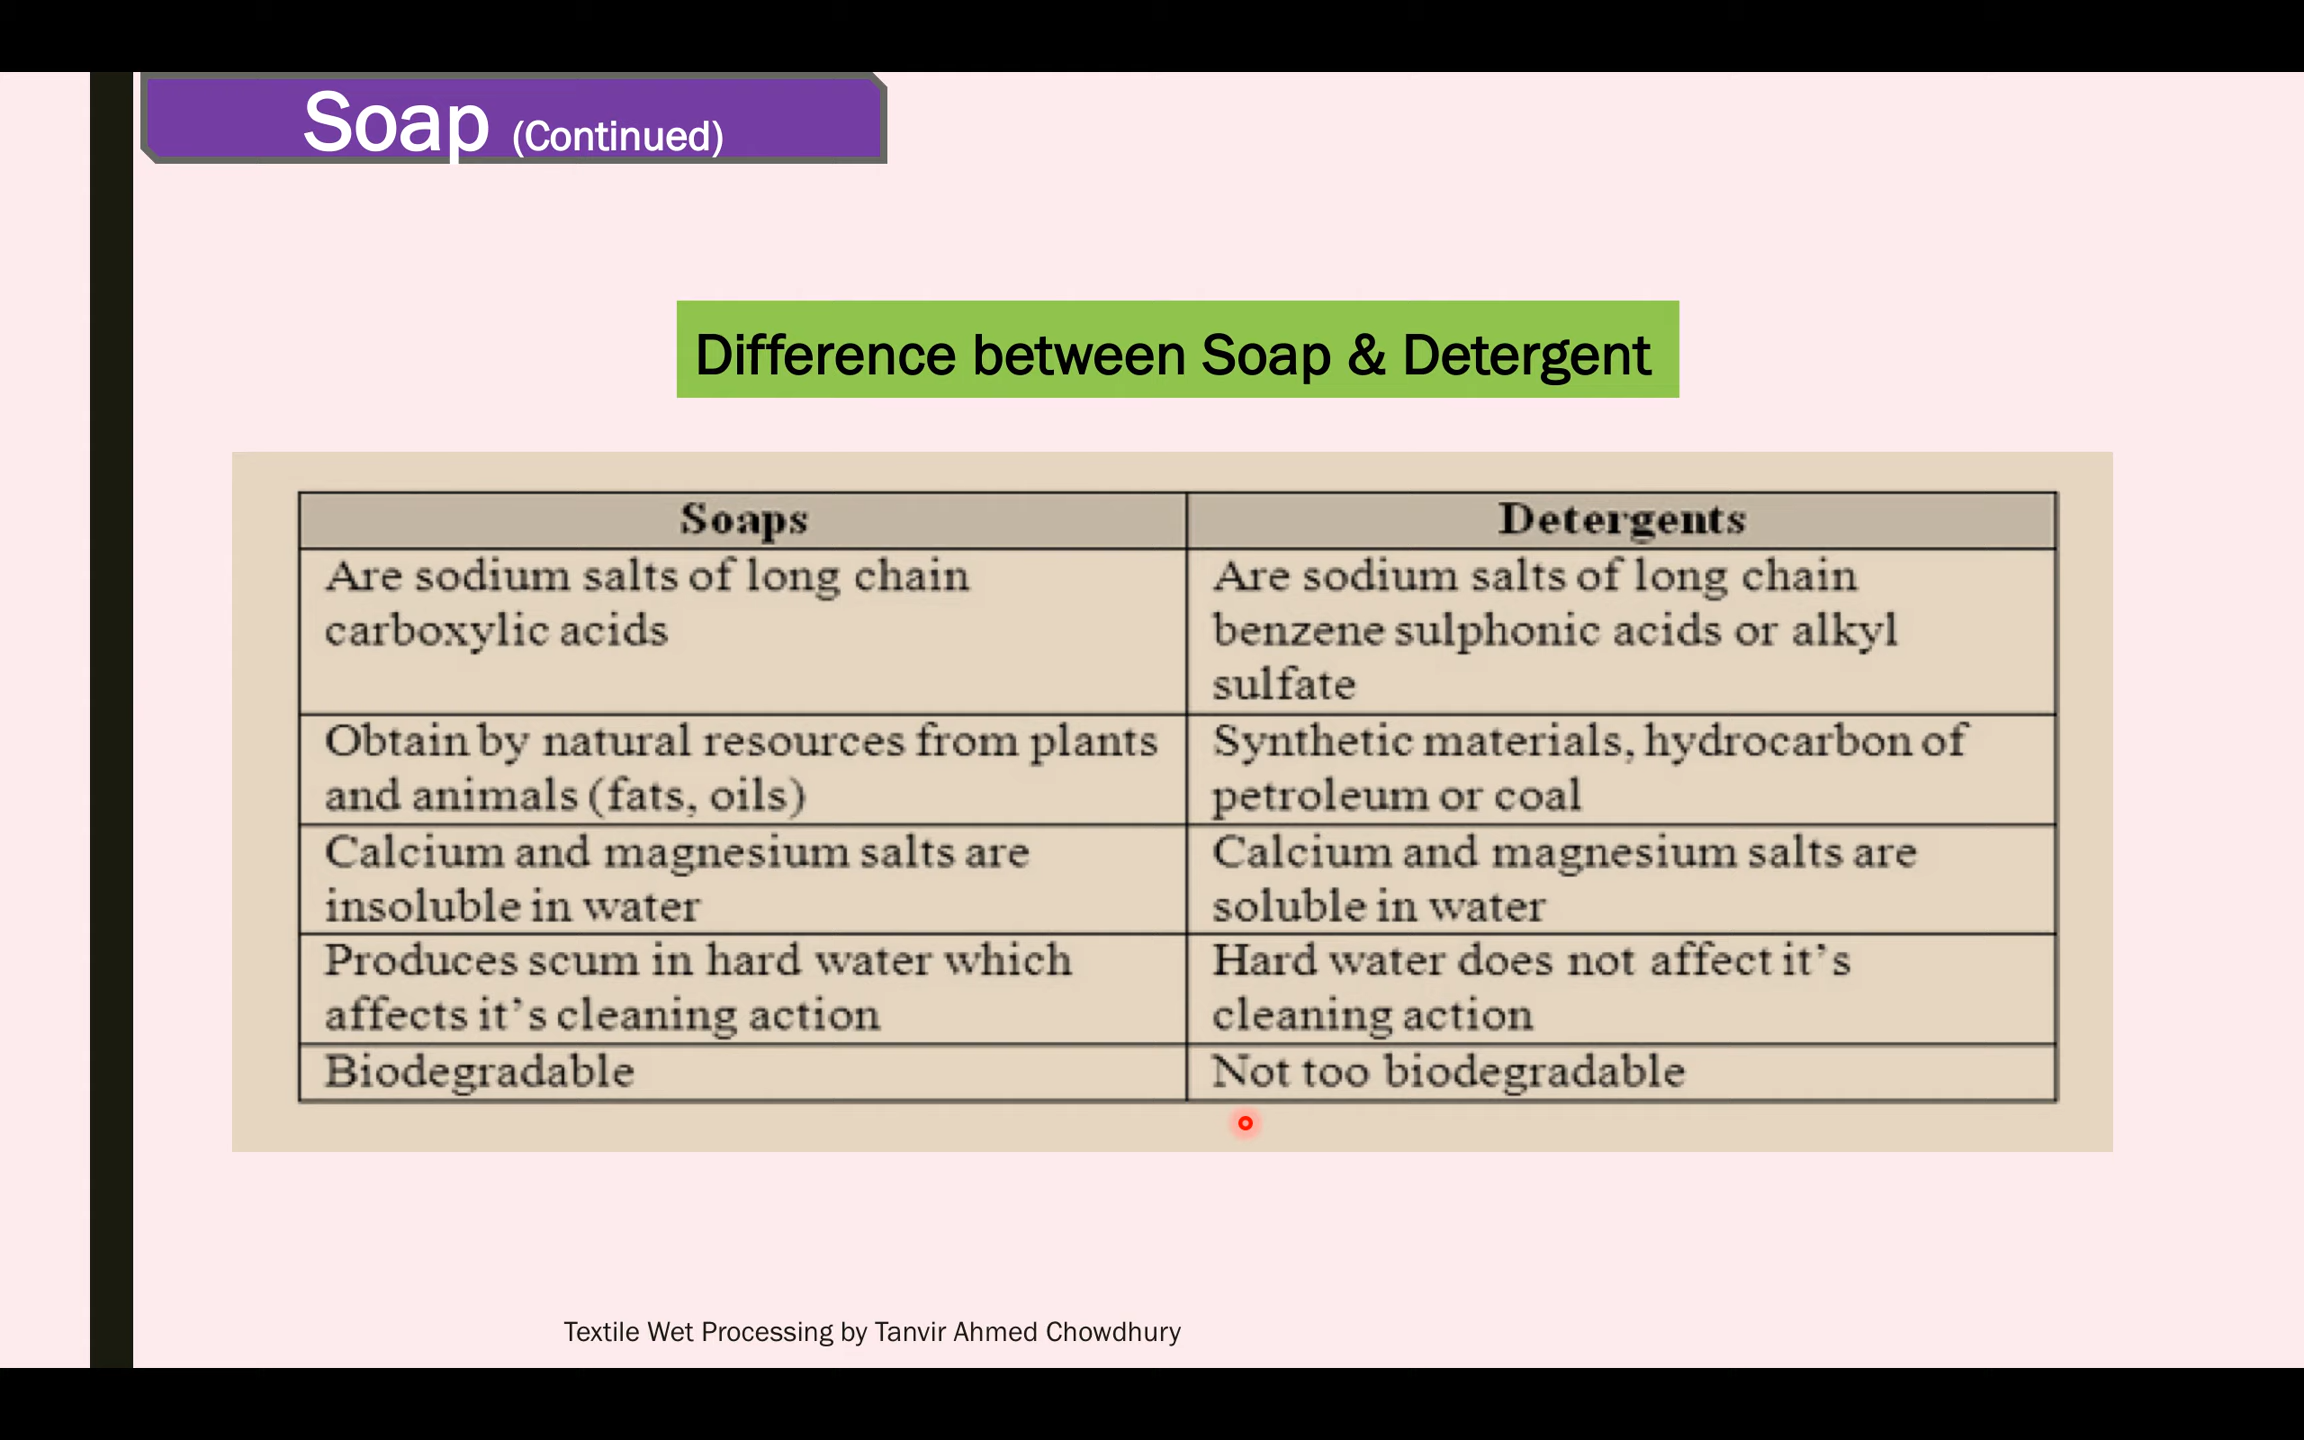 Soap (Continued)
Difference between Soap & Detergent
Soaps
Detergents
Are sodium salts of long chain
carboxylic acids
Are sodium salts of long chain
benzene sulphonic acids or alkyl
sulfate
Obtain by natural resources from plants
and animals (fats, oils)
Synthetic materials, hydrocarbon of
petroleum or coal
Calcium and magnesium salts are
insoluble in water
Calcium and magnesium salts are
soluble in water
Produces scum in hard water which
affects it’s cleaning action
Hard water does not affect it’s
cleaning action
Biodegradable
Not too biodegradable
Textile Wet Processing by Tanvir Ahmed Chowdhury